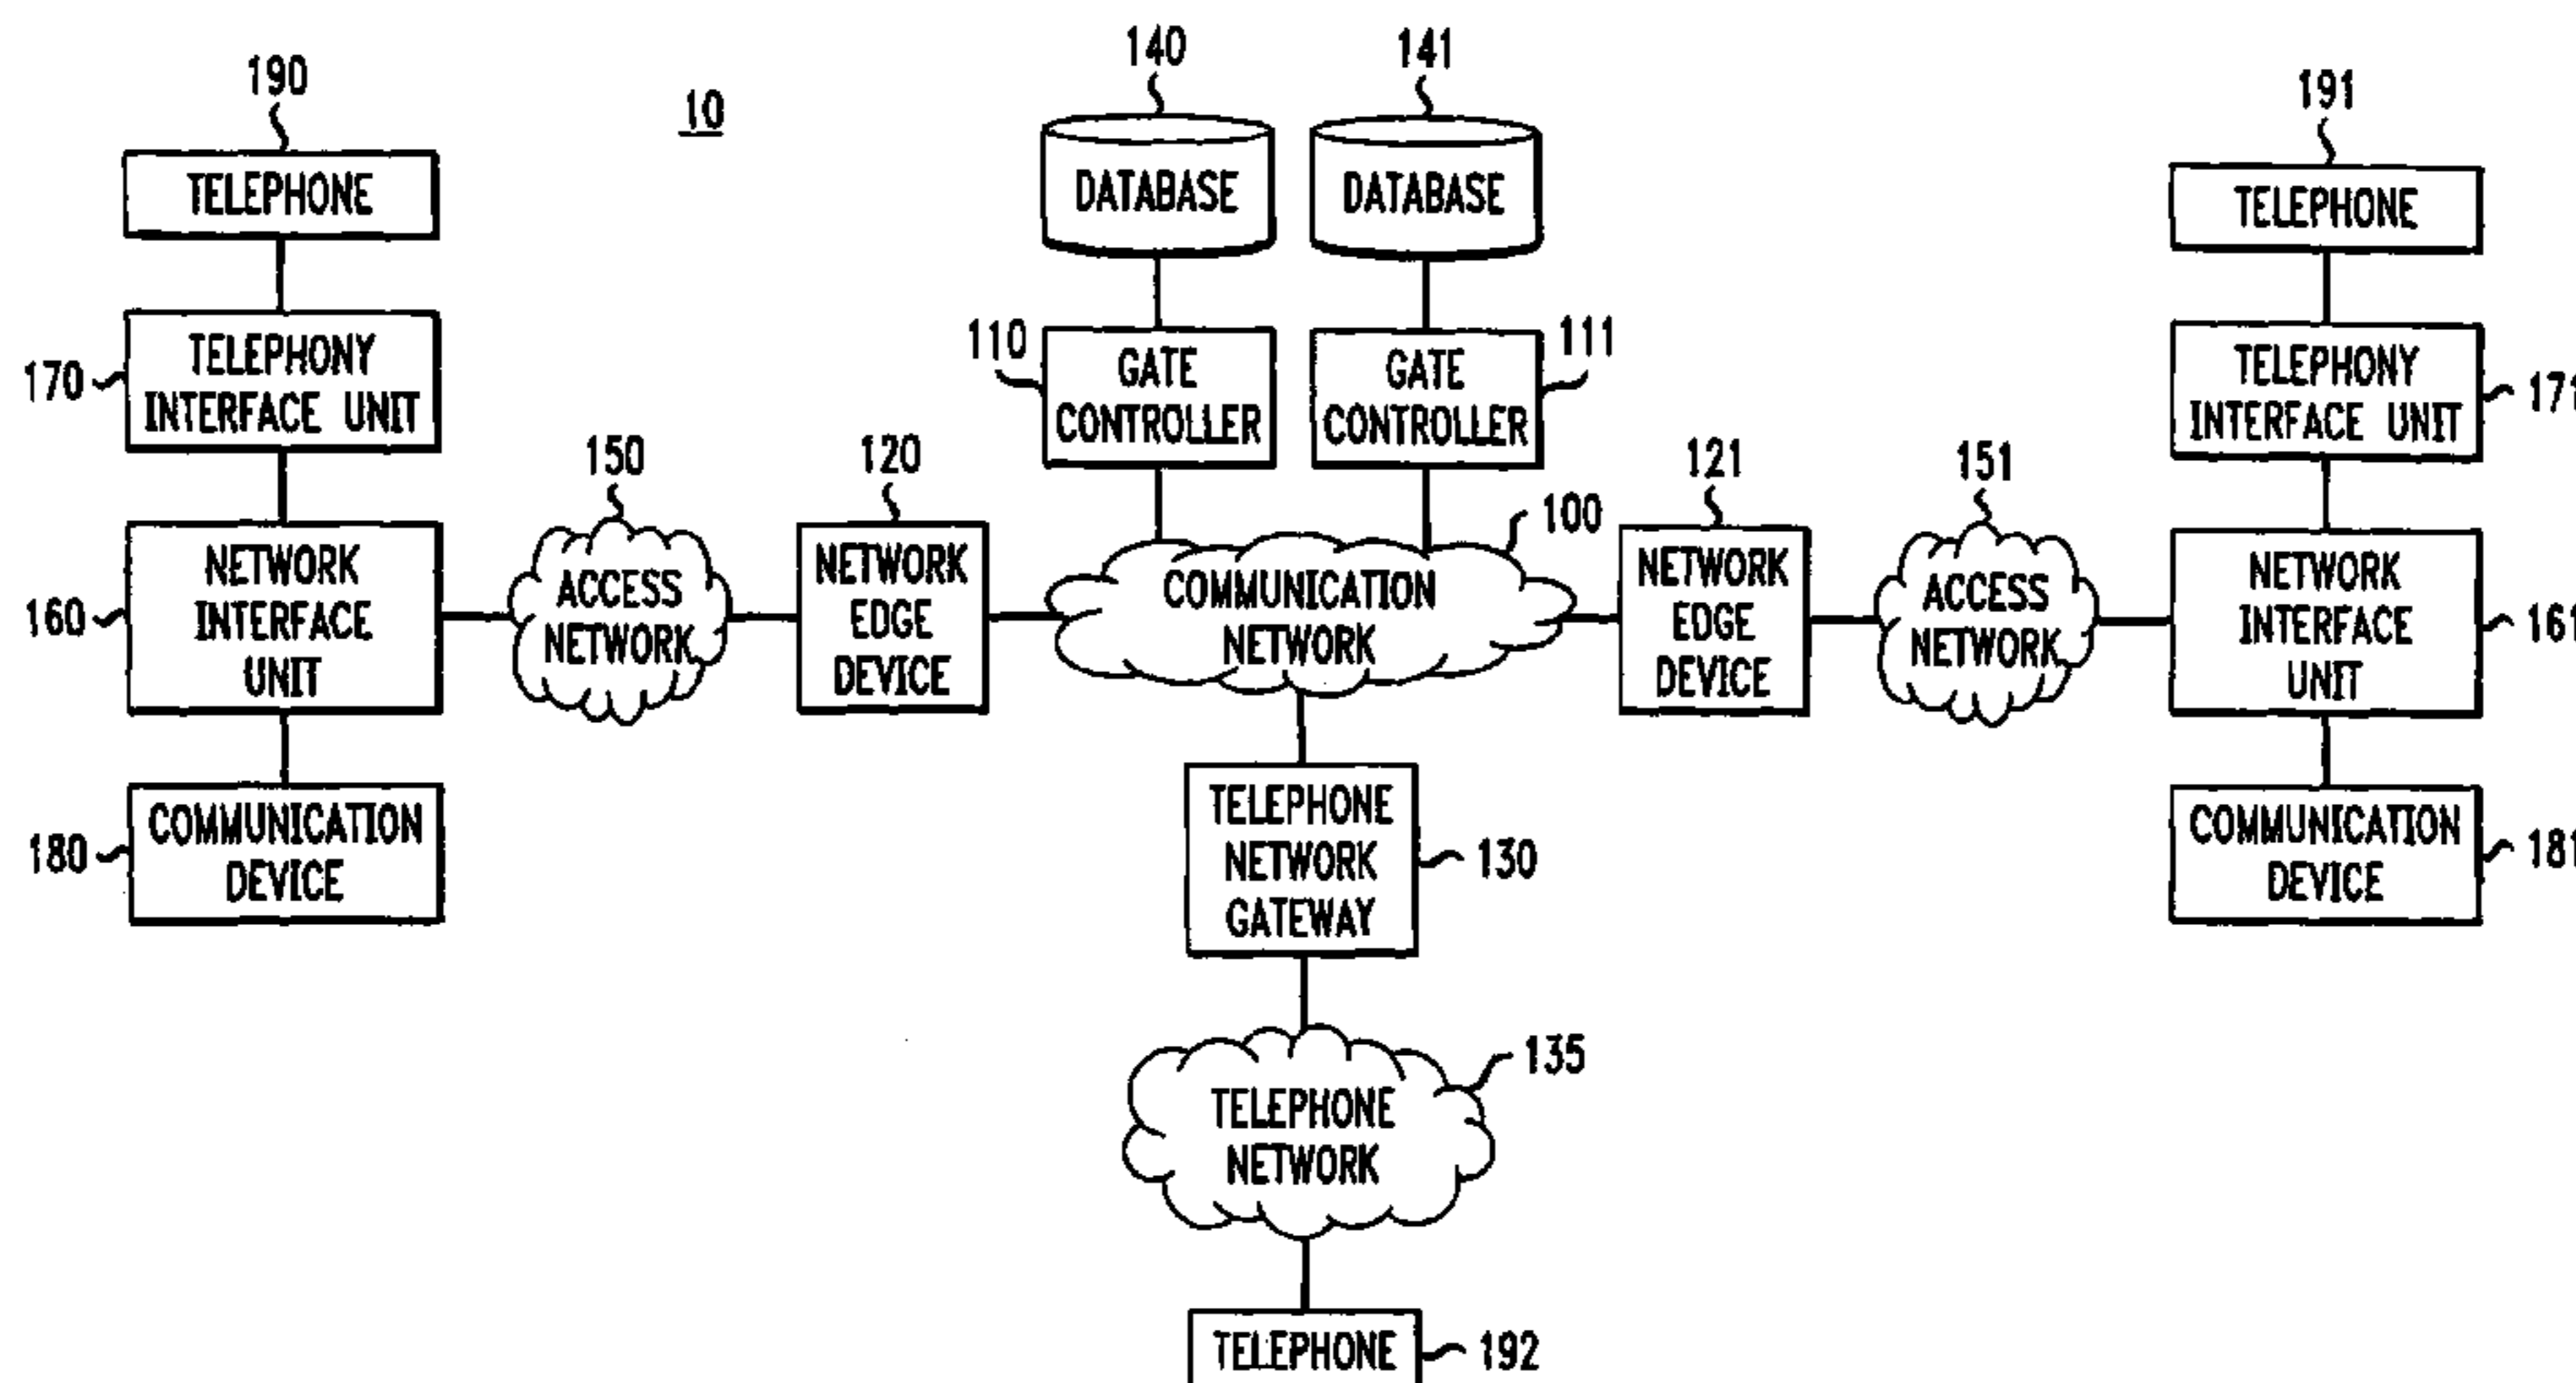 140
141
190
191
10
TELEPHONE
DATABASE
DATABASE
TELEPHONE
110
111
170
TELEPHONY
INTERFACE UNIT
GATE
CONTROLLER
GATE
CONTROLLER
TELEPHONY
INTERFACE UNIT
171
150
120
121
151
100
160
NETWORK
INTERFACE
UNIT
ACCESS
NETWORK
NETWORK
EDGE
DEVICE
COMMUNICATION
NETWORK
NETWORK
EDGE
DEVICE
ACCESS
NETWORK
NETWORK
INTERFACE
UNIT
161
180
COMMUNICATION
DEVICE
TELEPHONE
NETWORK
GATEWAY
130
COMMUNICATION
DEVICE
181
135
TELEPHONE
NETWORK
TELEPHONE
192